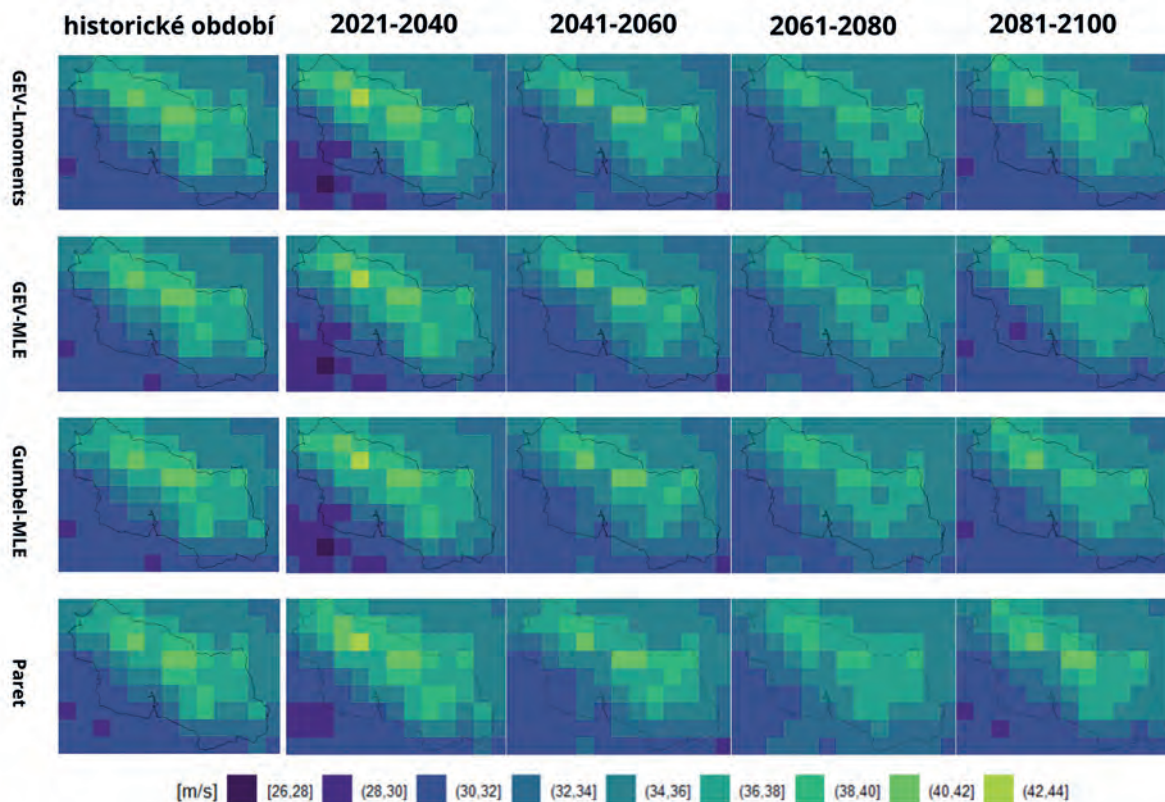 historické období 2021-2040 2041-2060 2061-2080 2081-2100
GEV-Lmoments
GEV-MLE
Gumbel-MLE
Paret
[m/s] [26,28] (28,30] (30,32] (32,34] (34,36] (36,38] (38,40] (40,42] (42,44]